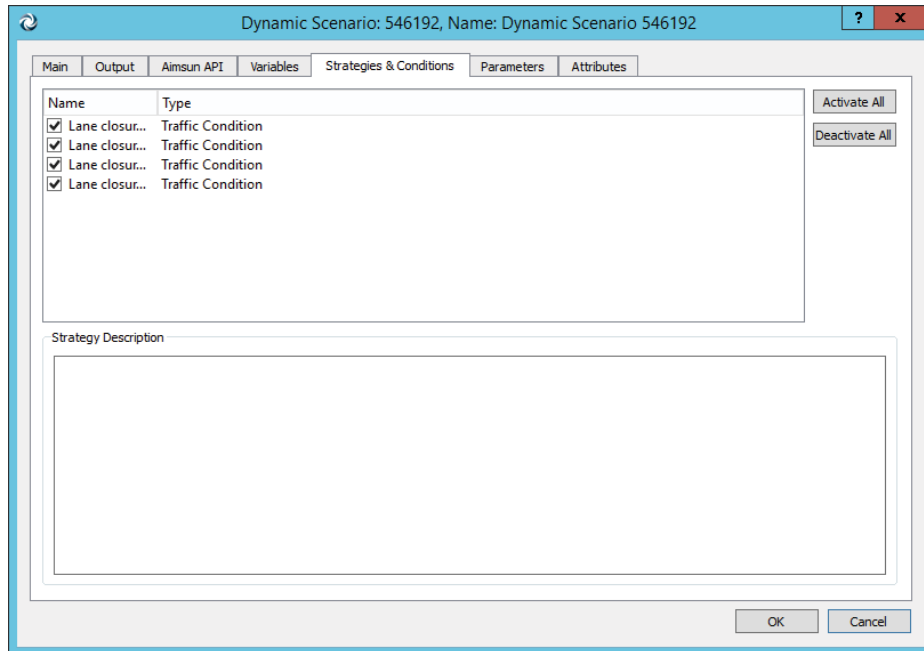 Dynamic Scenario: 546192, Name: Dynamic Scenario 546192
? x
Main Output Aimsun API Variables Strategies & Conditions Parameters Attributes
Name Type
Lane closur... Traffic Condition
Lane closur... Traffic Condition
Lane closur... Traffic Condition
Lane closur... Traffic Condition
Activate All
Deactivate All
Strategy Description
OK Cancel